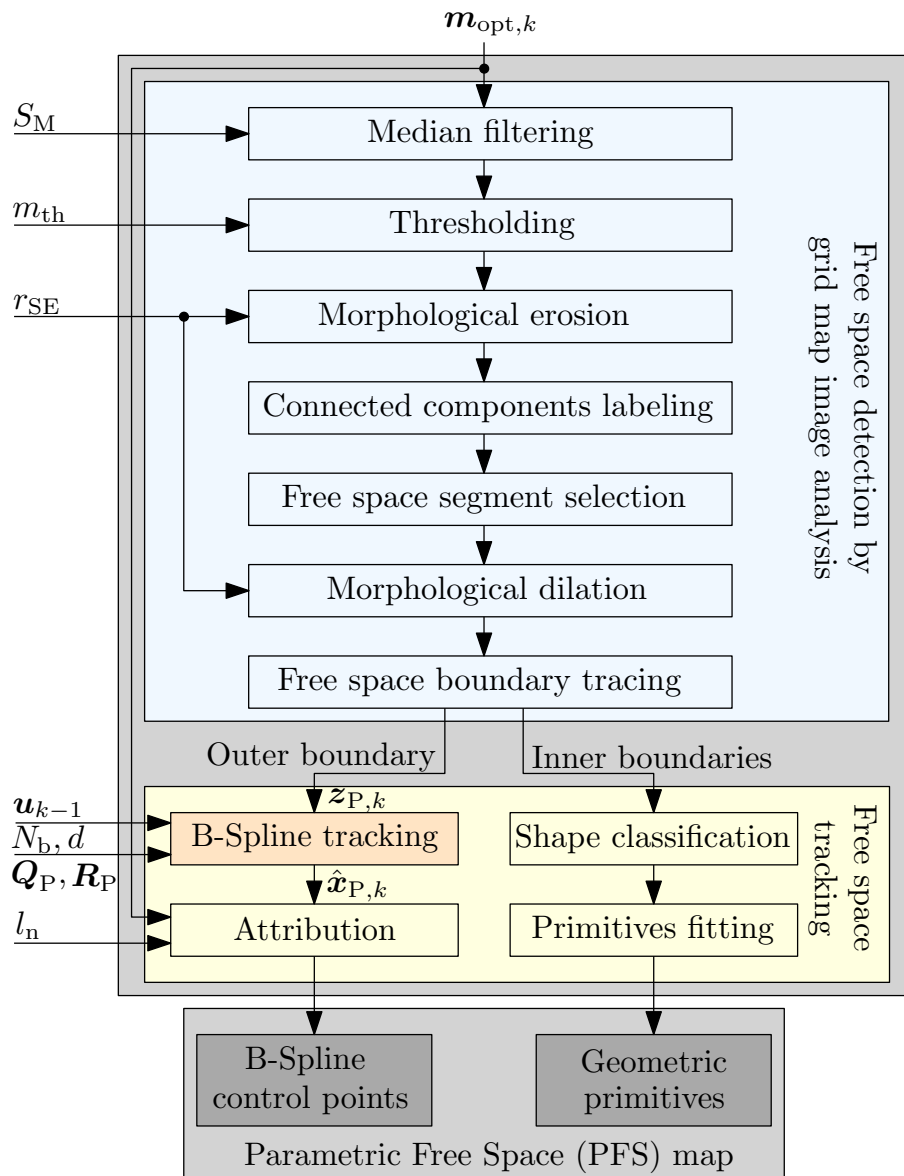 m_opt,k
S_M
Median filtering
m_th
Thresholding
r_SE
Morphological erosion
Connected components labeling
Free space segment selection
Morphological dilation
Free space boundary tracing
Free space detection by
grid map image analysis
Outer boundary
Inner boundaries
z_P,k
u_k−1
N_b, d
Q_P, R_P
l_n
B-Spline tracking
x̂_P,k
Attribution
Shape classification
Primitives fitting
Free space
tracking
B-Spline
control points
Geometric
primitives
Parametric Free Space (PFS) map